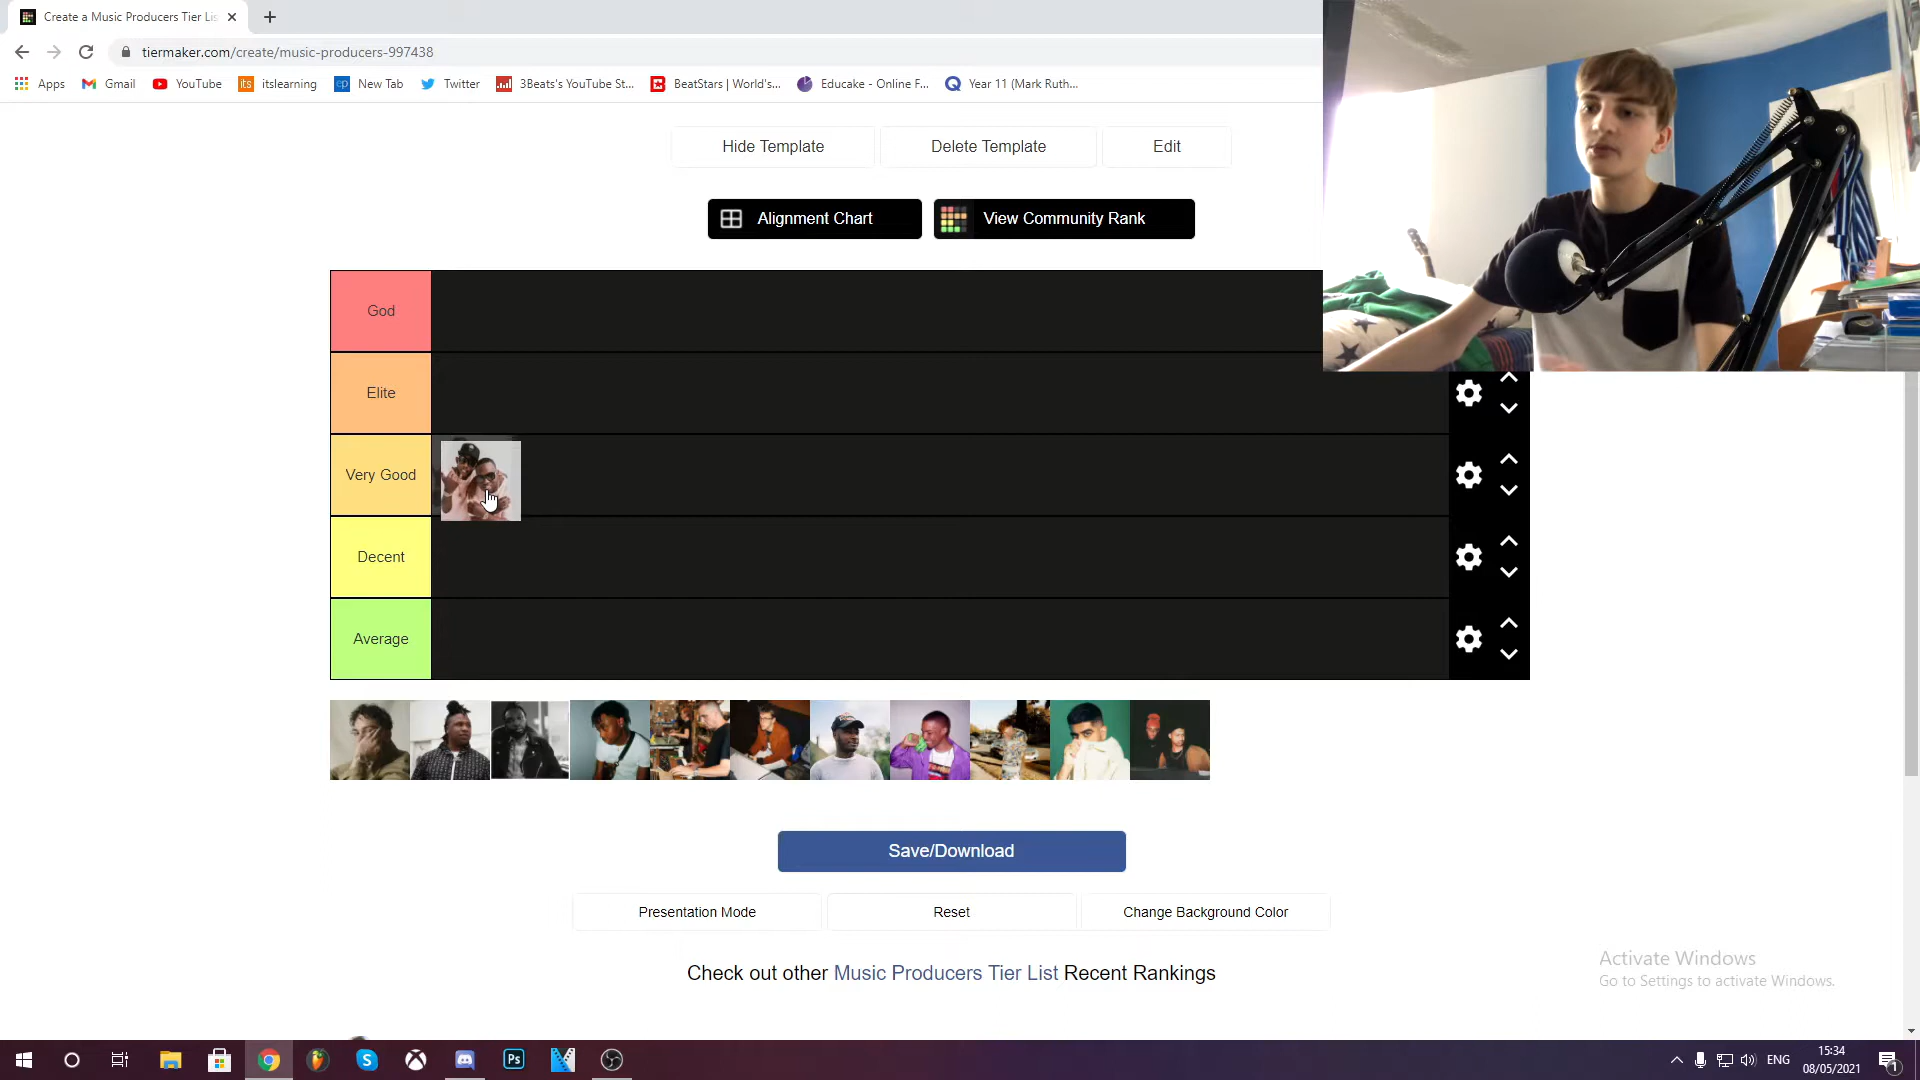 Create a Music Producers Tier Lis
tiermaker.com/create/music-producers-997438
Apps
Gmail
YouTube
its
itslearning
cp
New Tab
Twitter
3Beats's YouTube St...
BeatStars | World's...
Educake - Online F...
Year 11 (Mark Ruth...
Hide Template
Delete Template
Edit
Alignment Chart
View Community Rank
God
Elite
Very Good
Decent
Average
Save/Download
Presentation Mode
Reset
Change Background Color
Check out other Music Producers Tier List Recent Rankings
Activate Windows
Go to Settings to activate Windows.
Ps
ENG
15:34
08/05/2021
1